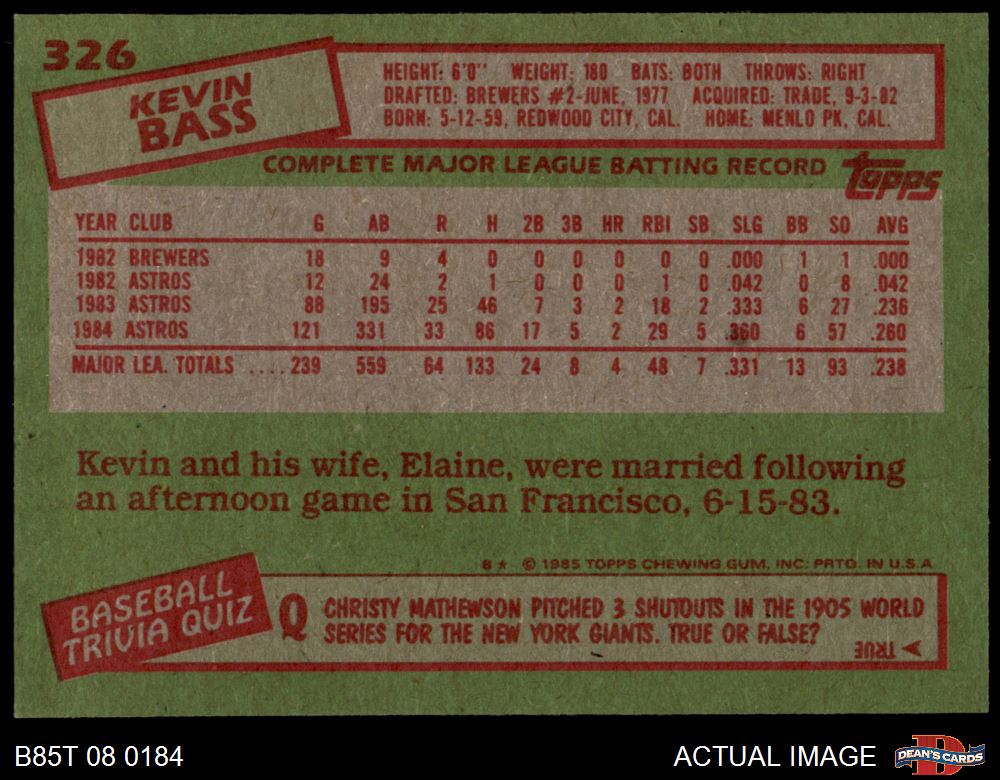 326
KEVIN
BASS
HEIGHT: 6'0" WEIGHT: 180 BATS: BOTH THROWS: RIGHT
DRAFTED: BREWERS #2-JUNE, 1977 ACQUIRED: TRADE, 9-3-82
BORN: 5-12-59, REDWOOD CITY, CAL. HOME: MENLO PK, CAL.
COMPLETE MAJOR LEAGUE BATTING RECORD
TOPPS
YEAR CLUB G AB R H 2B 3B HR RBI SB SLG BB SO AVG
1982 BREWERS 18 9 4 0 0 0 0 0 0 .000 1 1 .000
1982 ASTROS 12 24 2 1 0 0 0 1 0 .042 0 8 .042
1983 ASTROS 88 195 25 46 7 3 2 18 2 .333 6 27 .236
1984 ASTROS 121 331 33 86 17 5 2 29 5 .360 6 57 .260
MAJOR LEA. TOTALS .... 239 559 64 133 24 8 4 48 7 .331 13 93 .238
Kevin and his wife, Elaine, were married following
an afternoon game in San Francisco, 6-15-83.
B★ © 1985 TOPPS CHEWING GUM, INC. PRTD. IN U.S.A.
BASEBALL
TRIVIA QUIZ
Q CHRISTY MATHEWSON PITCHED 3 SHUTOUTS IN THE 1905 WORLD
SERIES FOR THE NEW YORK GIANTS. TRUE OR FALSE?
TRUE
B85T 08 0184
ACTUAL IMAGE
DEAN'S CARDS